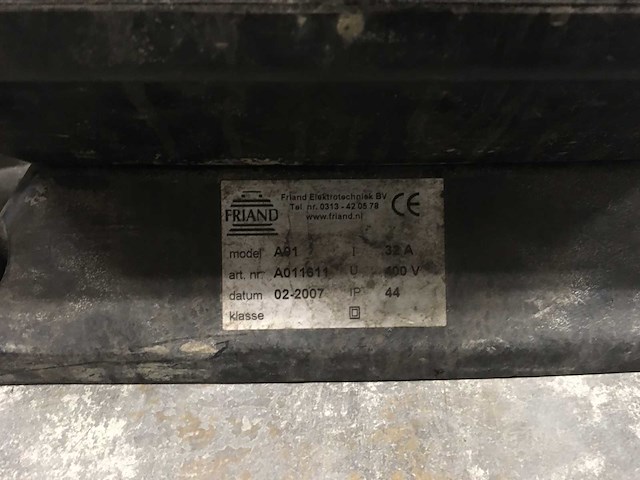 FRIAND
Friand Elektrotechniek BV
Tel. nr. 0313 - 42 05 78
www.friand.nl
CE
model A01 I 32 A
art. nr. A011611 U 400 V
datum 02-2007 IP 44
klasse